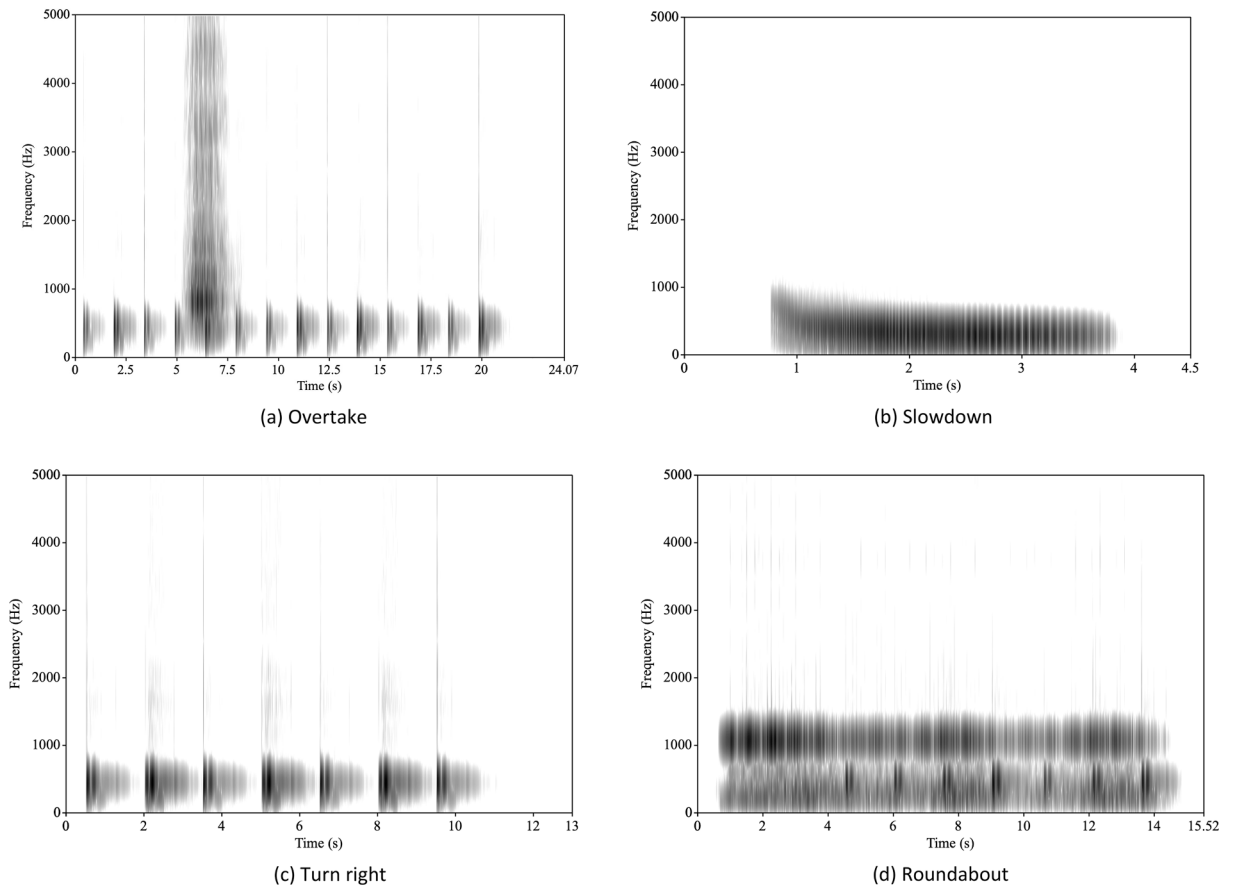 5000
4000
3000
2000
1000
0
Frequency (Hz)
0 2.5 5 7.5 10 12.5 15 17.5 20 24.07
Time (s)
(a) Overtake
5000
4000
3000
2000
1000
0
Frequency (Hz)
0 1 2 3 4 4.5
Time (s)
(b) Slowdown
5000
4000
3000
2000
1000
0
Frequency (Hz)
0 2 4 6 8 10 12 13
Time (s)
(c) Turn right
5000
4000
3000
2000
1000
0
Frequency (Hz)
0 2 4 6 8 10 12 14 15.52
Time (s)
(d) Roundabout